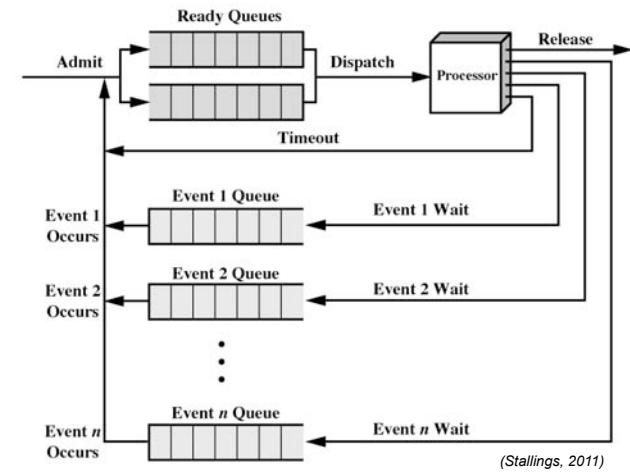 Ready Queues
Release
Admit
Dispatch
Processor
Timeout
Event 1 Queue
Event 1
Occurs
Event 1 Wait
Event 2 Queue
Event 2
Occurs
Event 2 Wait
Event n Queue
Event n
Occurs
Event n Wait
(Stallings, 2011)